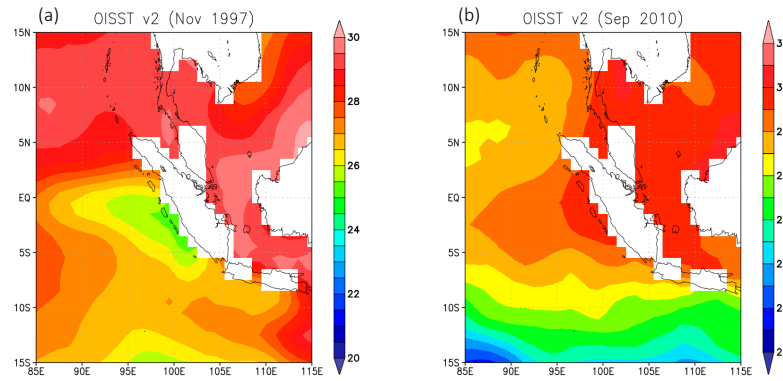 (a) OISST v2 (Nov 1997)
15N
10N
5N
EQ
5S
10S
15S
85E 90E 95E 100E 105E 110E 115E
30
28
26
24
22
20
(b) OISST v2 (Sep 2010)
15N
10N
5N
EQ
5S
10S
15S
85E 90E 95E 100E 105E 110E 115E